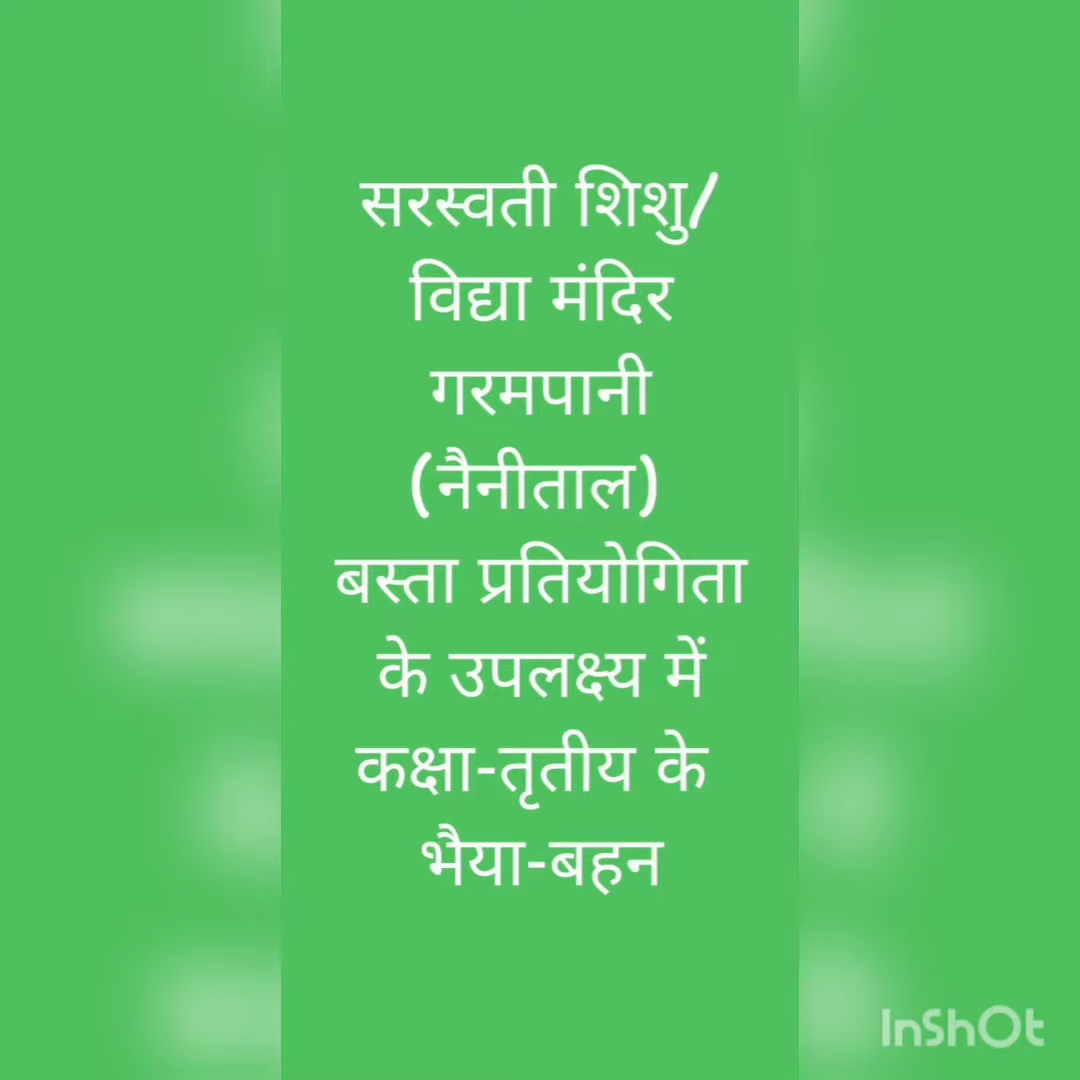 सरस्वती शिशु/
विद्या मंदिर
गरमपानी
(नैनीताल)
बस्ता प्रतियोगिता
के उपलक्ष्य में
कक्षा-तृतीय के
भैया-बहन
InShOt